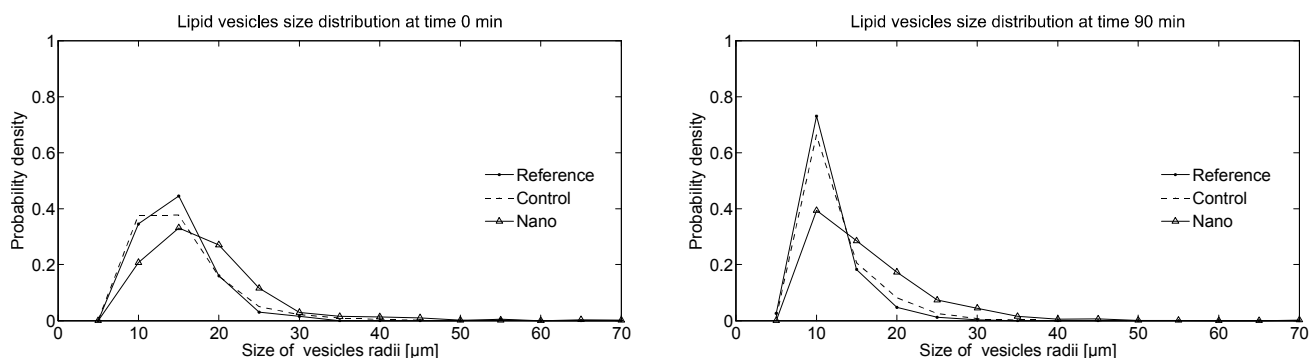 Lipid vesicles size distribution at time 0 min
1
0.8
0.6
0.4
0.2
0
Probability density
Reference
Control
Nano
0 10 20 30 40 50 60 70
Size of vesicles radii [µm]
Lipid vesicles size distribution at time 90 min
1
0.8
0.6
0.4
0.2
0
Probability density
Reference
Control
Nano
0 10 20 30 40 50 60 70
Size of vesicles radii [µm]